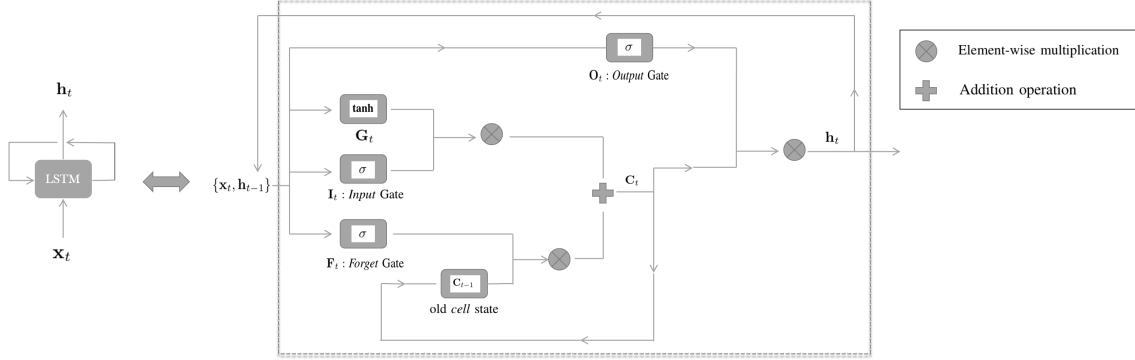 h_t
LSTM
x_t
{x_t, h_{t−1}}
tanh
G_t
σ
I_t : Input Gate
σ
F_t : Forget Gate
C_{t−1}
old cell state
σ
O_t : Output Gate
C_t
h_t
Element-wise multiplication
Addition operation